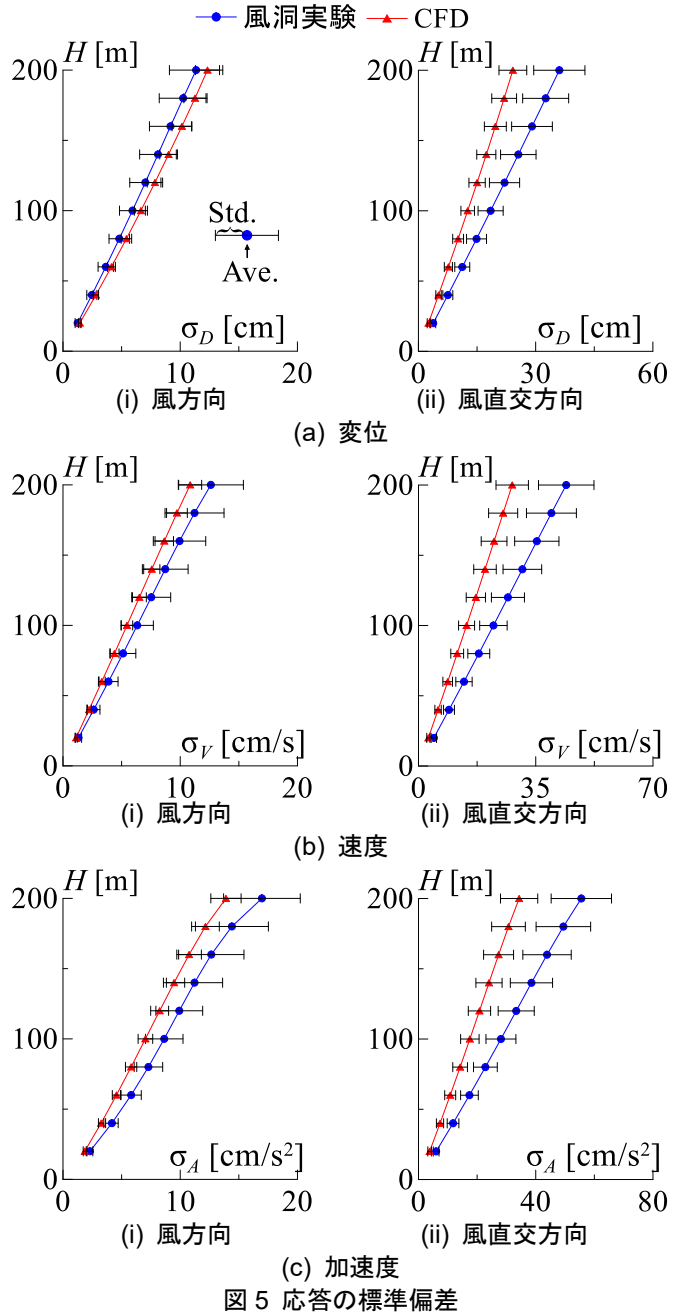 風洞実験 CFD
H [m] H [m]
200 200
100 100
Std.
Ave.
σD [cm] σD [cm]
0 0
0 10 20 0 30 60
(i) 風方向 (ii) 風直交方向
(a) 変位
H [m] H [m]
200 200
100 100
σV [cm/s] σV [cm/s]
0 0
0 10 20 0 35 70
(i) 風方向 (ii) 風直交方向
(b) 速度
H [m] H [m]
200 200
100 100
σA [cm/s²] σA [cm/s²]
0 0
0 10 20 0 40 80
(i) 風方向 (ii) 風直交方向
(c) 加速度
図 5 応答の標準偏差